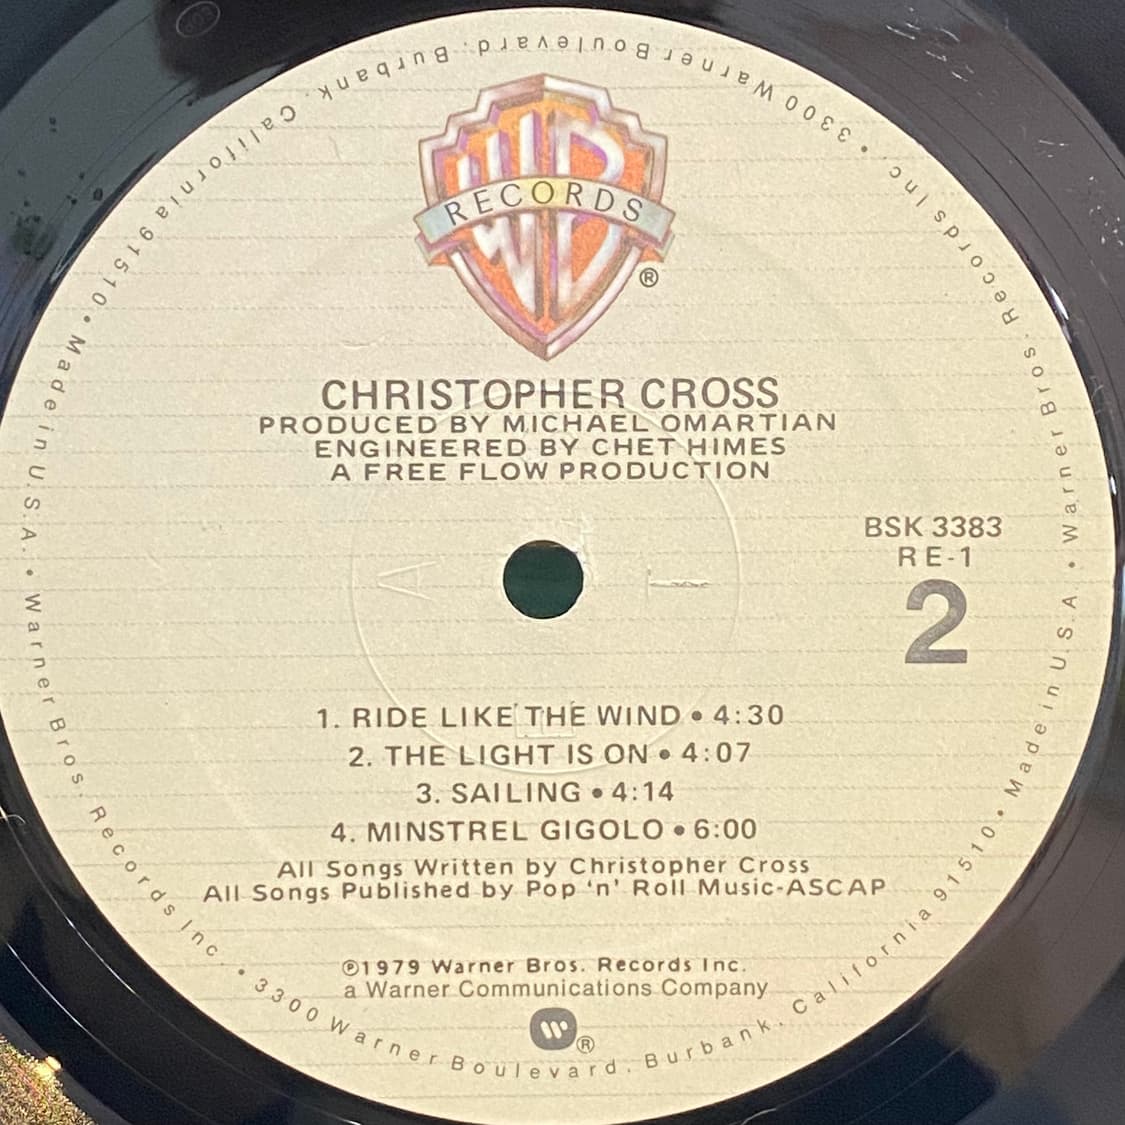 WB
RECORDS
®
CHRISTOPHER CROSS
PRODUCED BY MICHAEL OMARTIAN
ENGINEERED BY CHET HIMES
A FREE FLOW PRODUCTION
BSK 3383
RE-1
2
1. RIDE LIKE THE WIND • 4:30
2. THE LIGHT IS ON • 4:07
3. SAILING • 4:14
4. MINSTREL GIGOLO • 6:00
All Songs Written by Christopher Cross
All Songs Published by Pop 'n' Roll Music-ASCAP
℗1979 Warner Bros. Records Inc.
a Warner Communications Company
®
Made in U.S.A. • Warner Bros. Records Inc. • 3300 Warner Boulevard, Burbank, California 91510 • Made in U.S.A. • Warner Bros. Records Inc. • 3300 Warner Boulevard, Burbank, California 91510 •